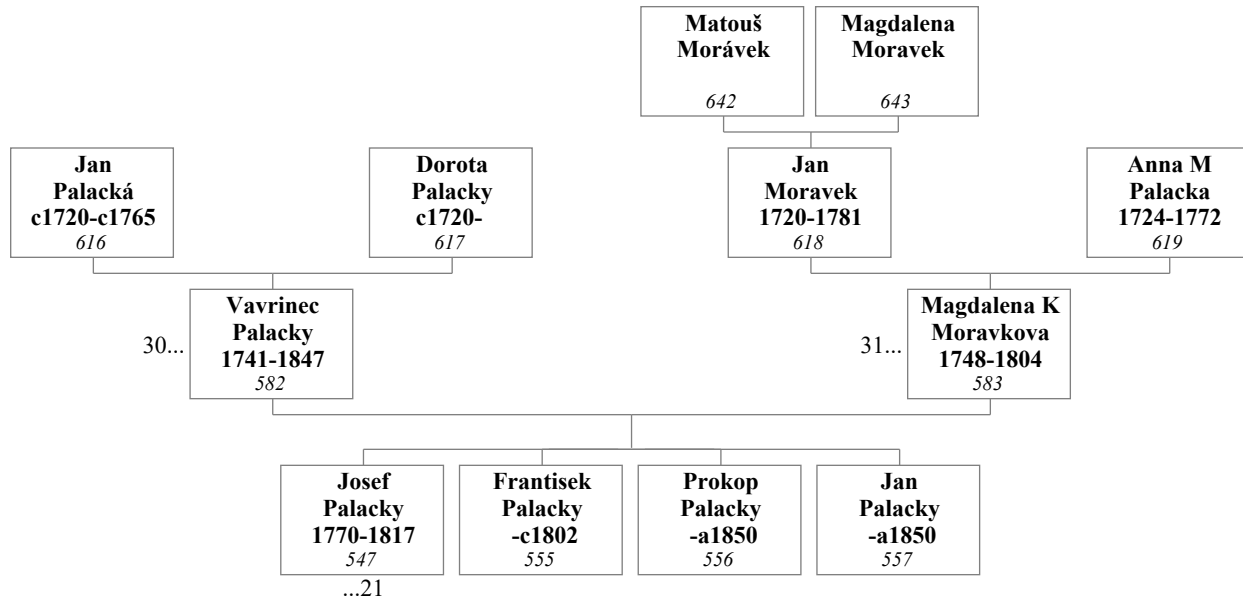 Matouš
Morávek
642
Magdalena
Moravek
643
Jan
Palacká
c1720-c1765
616
Dorota
Palacky
c1720-
617
Jan
Moravek
1720-1781
618
Anna M
Palacka
1724-1772
619
30...
Vavrinec
Palacky
1741-1847
582
31...
Magdalena K
Moravkova
1748-1804
583
Josef
Palacky
1770-1817
547
...21
Frantisek
Palacky
-c1802
555
Prokop
Palacky
-a1850
556
Jan
Palacky
-a1850
557